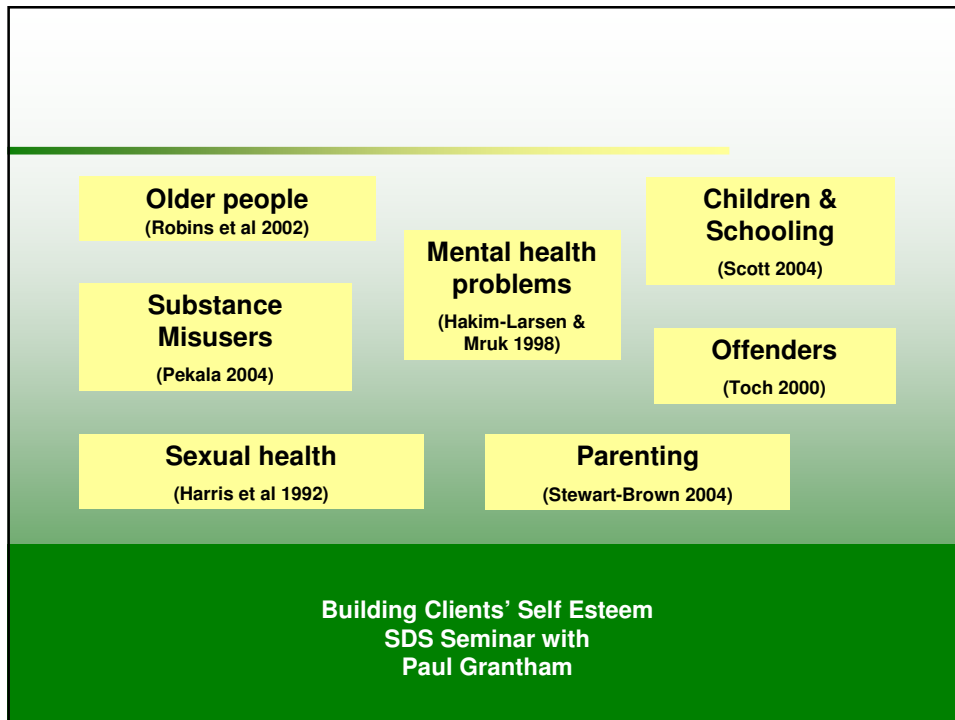 Older people
(Robins et al 2002)
Children &
Schooling
(Scott 2004)
Mental health
problems
(Hakim-Larsen &
Mruk 1998)
Substance
Misusers
(Pekala 2004)
Offenders
(Toch 2000)
Sexual health
(Harris et al 1992)
Parenting
(Stewart-Brown 2004)
Building Clients’ Self Esteem
SDS Seminar with
Paul Grantham